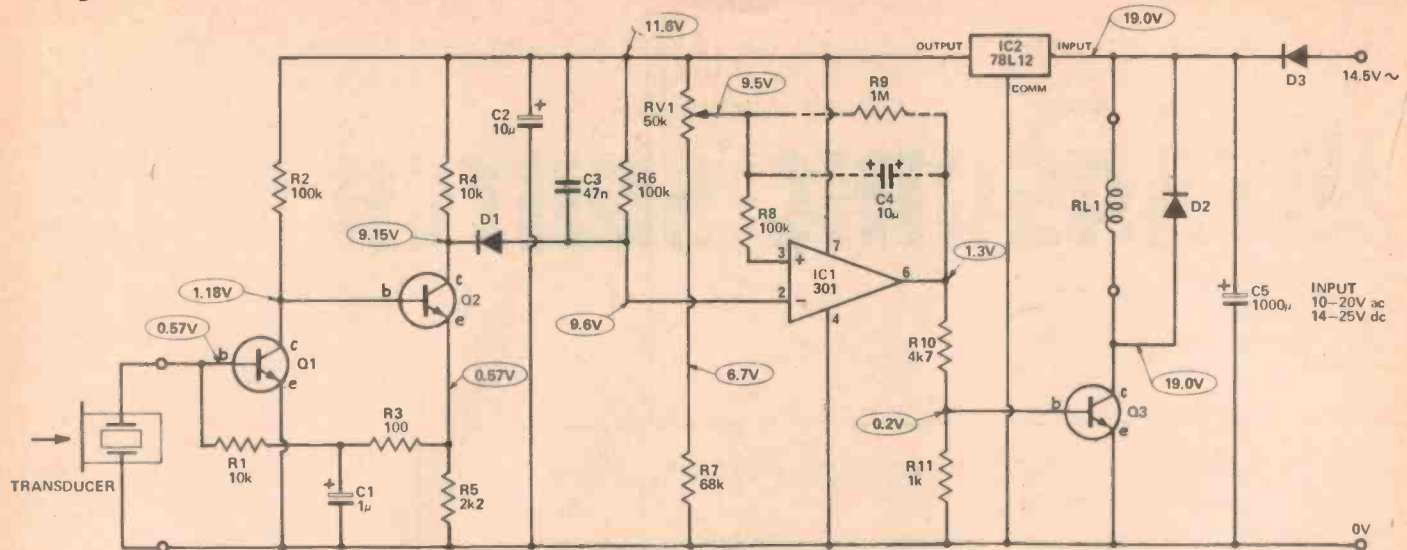 11.6V
OUTPUT
IC2
78L12
INPUT
19.0V
COMM
D3
14.5V ~
RV1
50k
9.5V
R9
1M
C2
10µ
C3
47n
R6
100k
R2
100k
R4
10k
C4
10µ
R8
100k
RL1
D2
9.15V
D1
C5
1000µ
INPUT
10–20V ac
14–25V dc
1.18V
b
c
Q2
e
3
+
7
IC1
301
6
1.3V
2
–
4
9.6V
0.57V
b
c
Q1
e
0.57V
6.7V
R10
4k7
19.0V
0.2V
b
c
Q3
e
R3
100
R1
10k
C1
1µ
R5
2k2
R7
68k
R11
1k
TRANSDUCER
0V